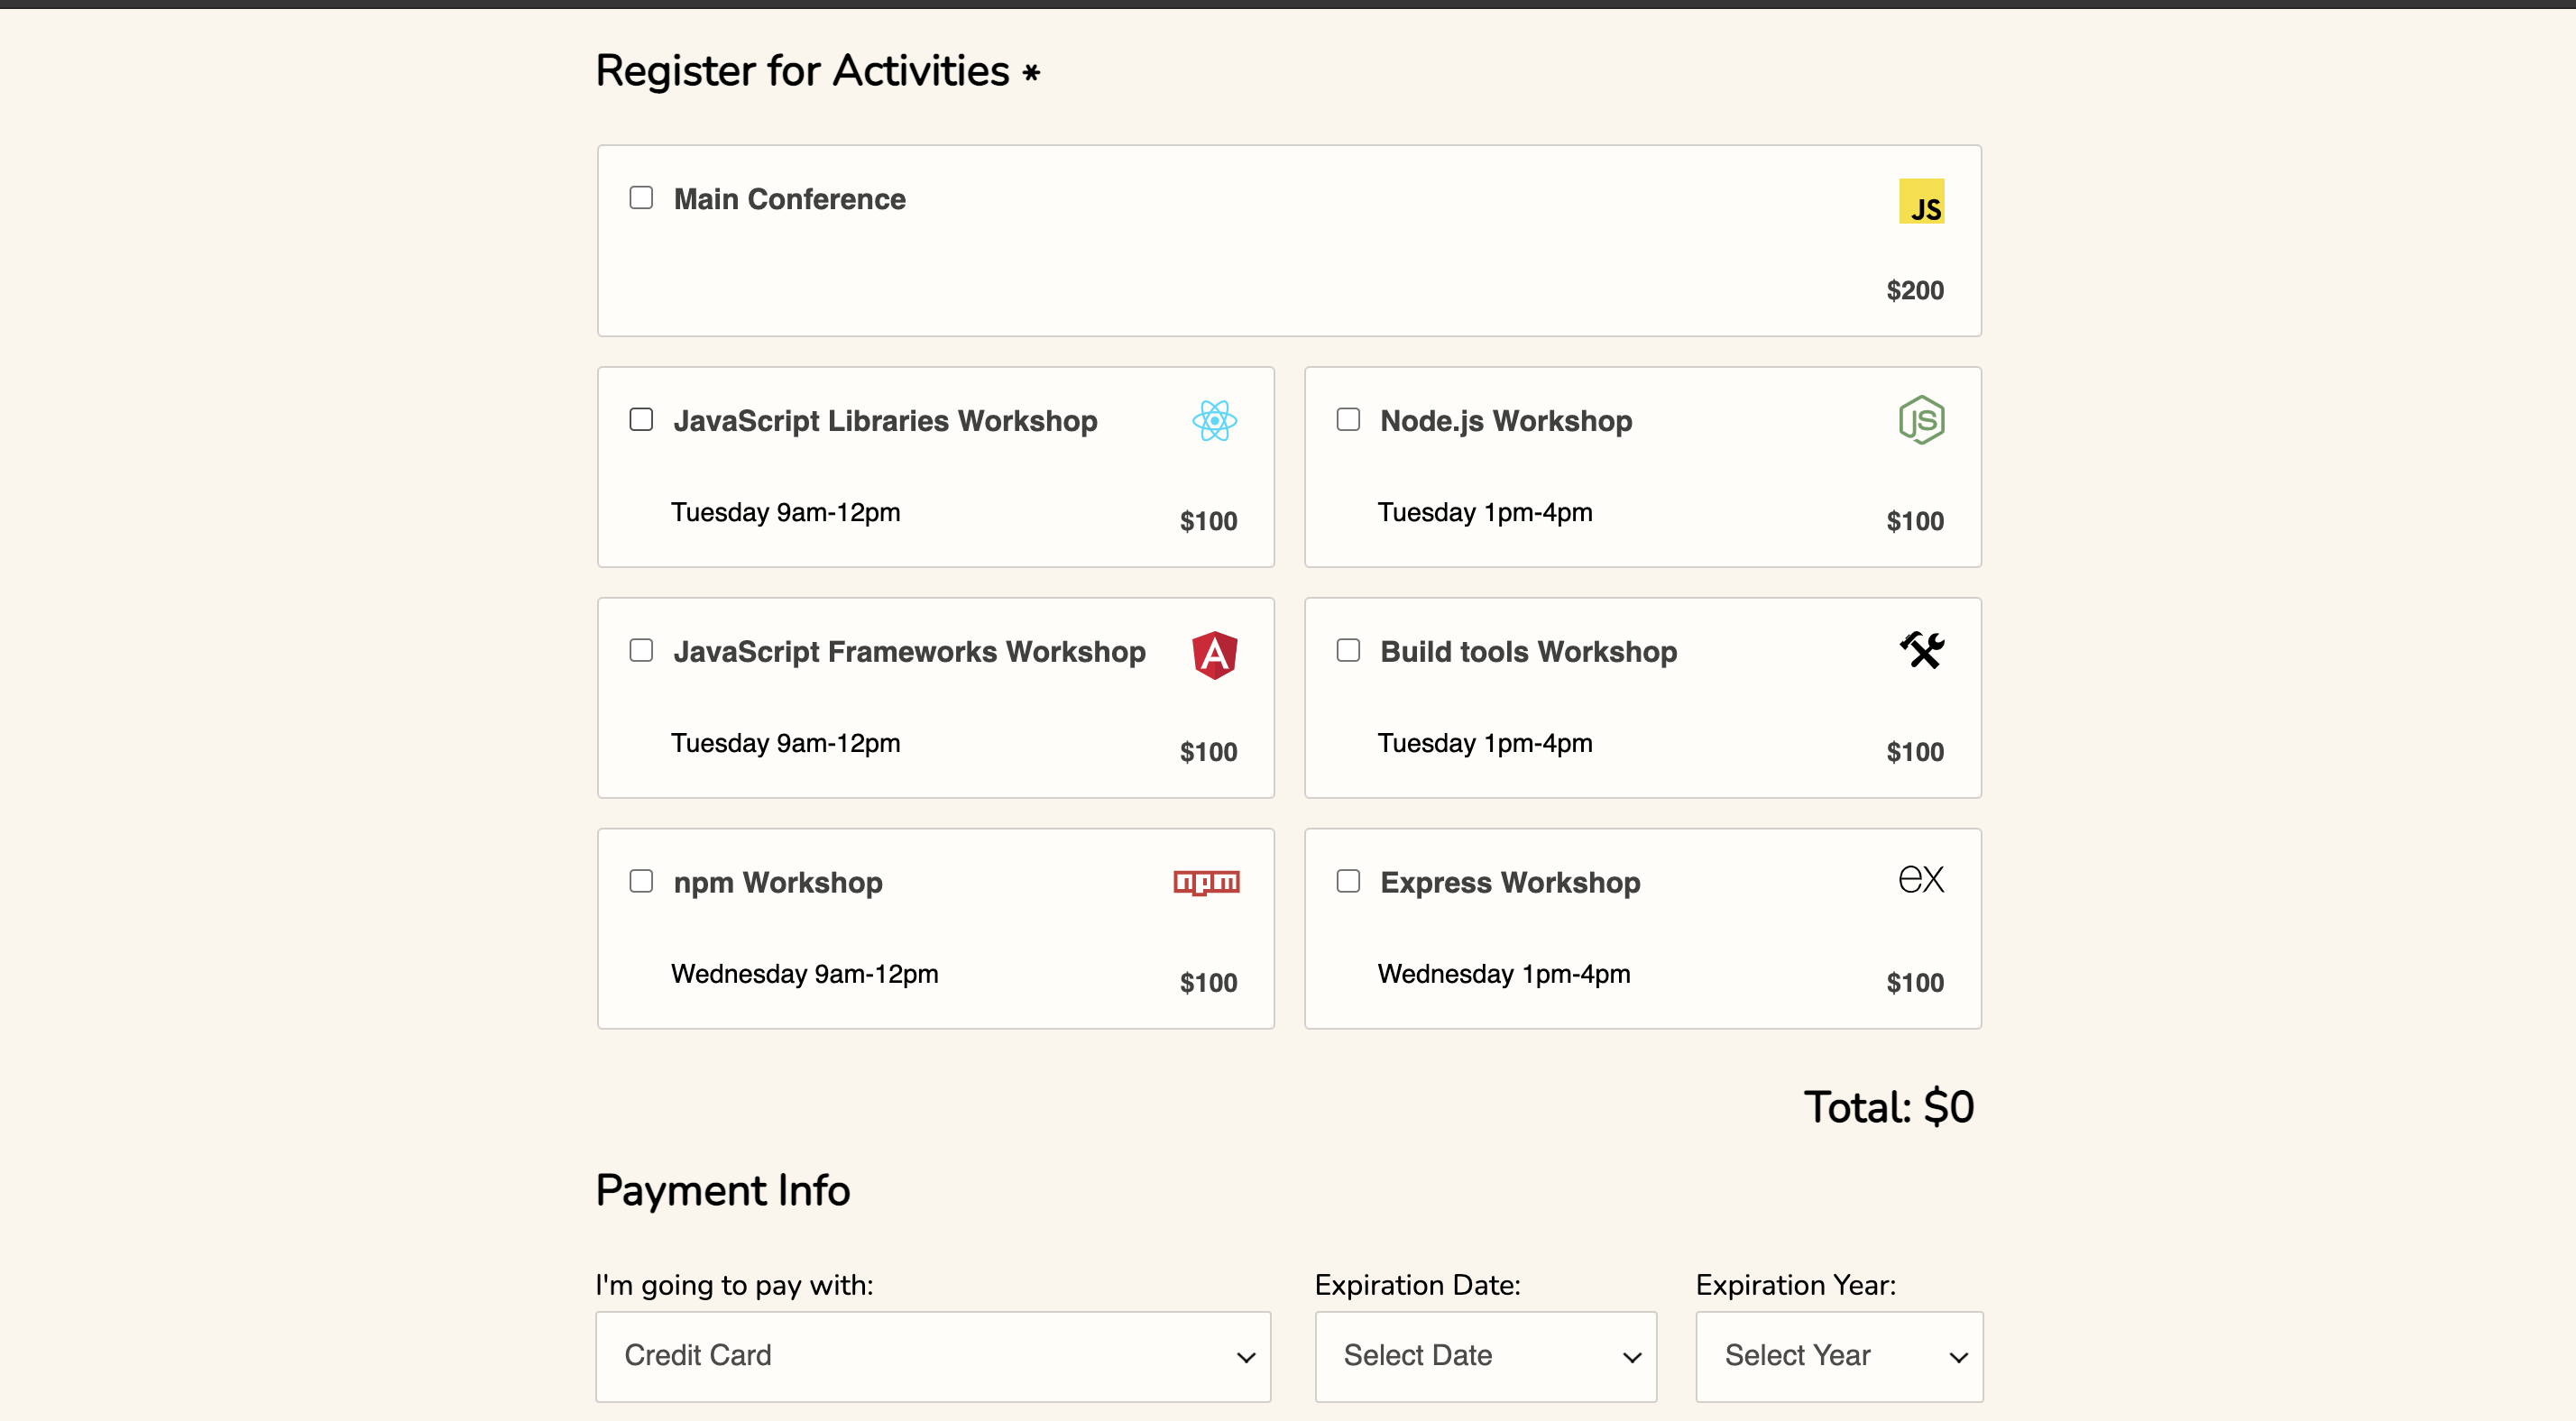 Register for Activities *
Main Conference
JS
$200
JavaScript Libraries Workshop
Tuesday 9am-12pm
$100
Node.js Workshop
JS
Tuesday 1pm-4pm
$100
JavaScript Frameworks Workshop
A
Tuesday 9am-12pm
$100
Build tools Workshop
Tuesday 1pm-4pm
$100
npm Workshop
npm
Wednesday 9am-12pm
$100
Express Workshop
ex
Wednesday 1pm-4pm
$100
Total: $0
Payment Info
I'm going to pay with:
Credit Card
Expiration Date:
Select Date
Expiration Year:
Select Year